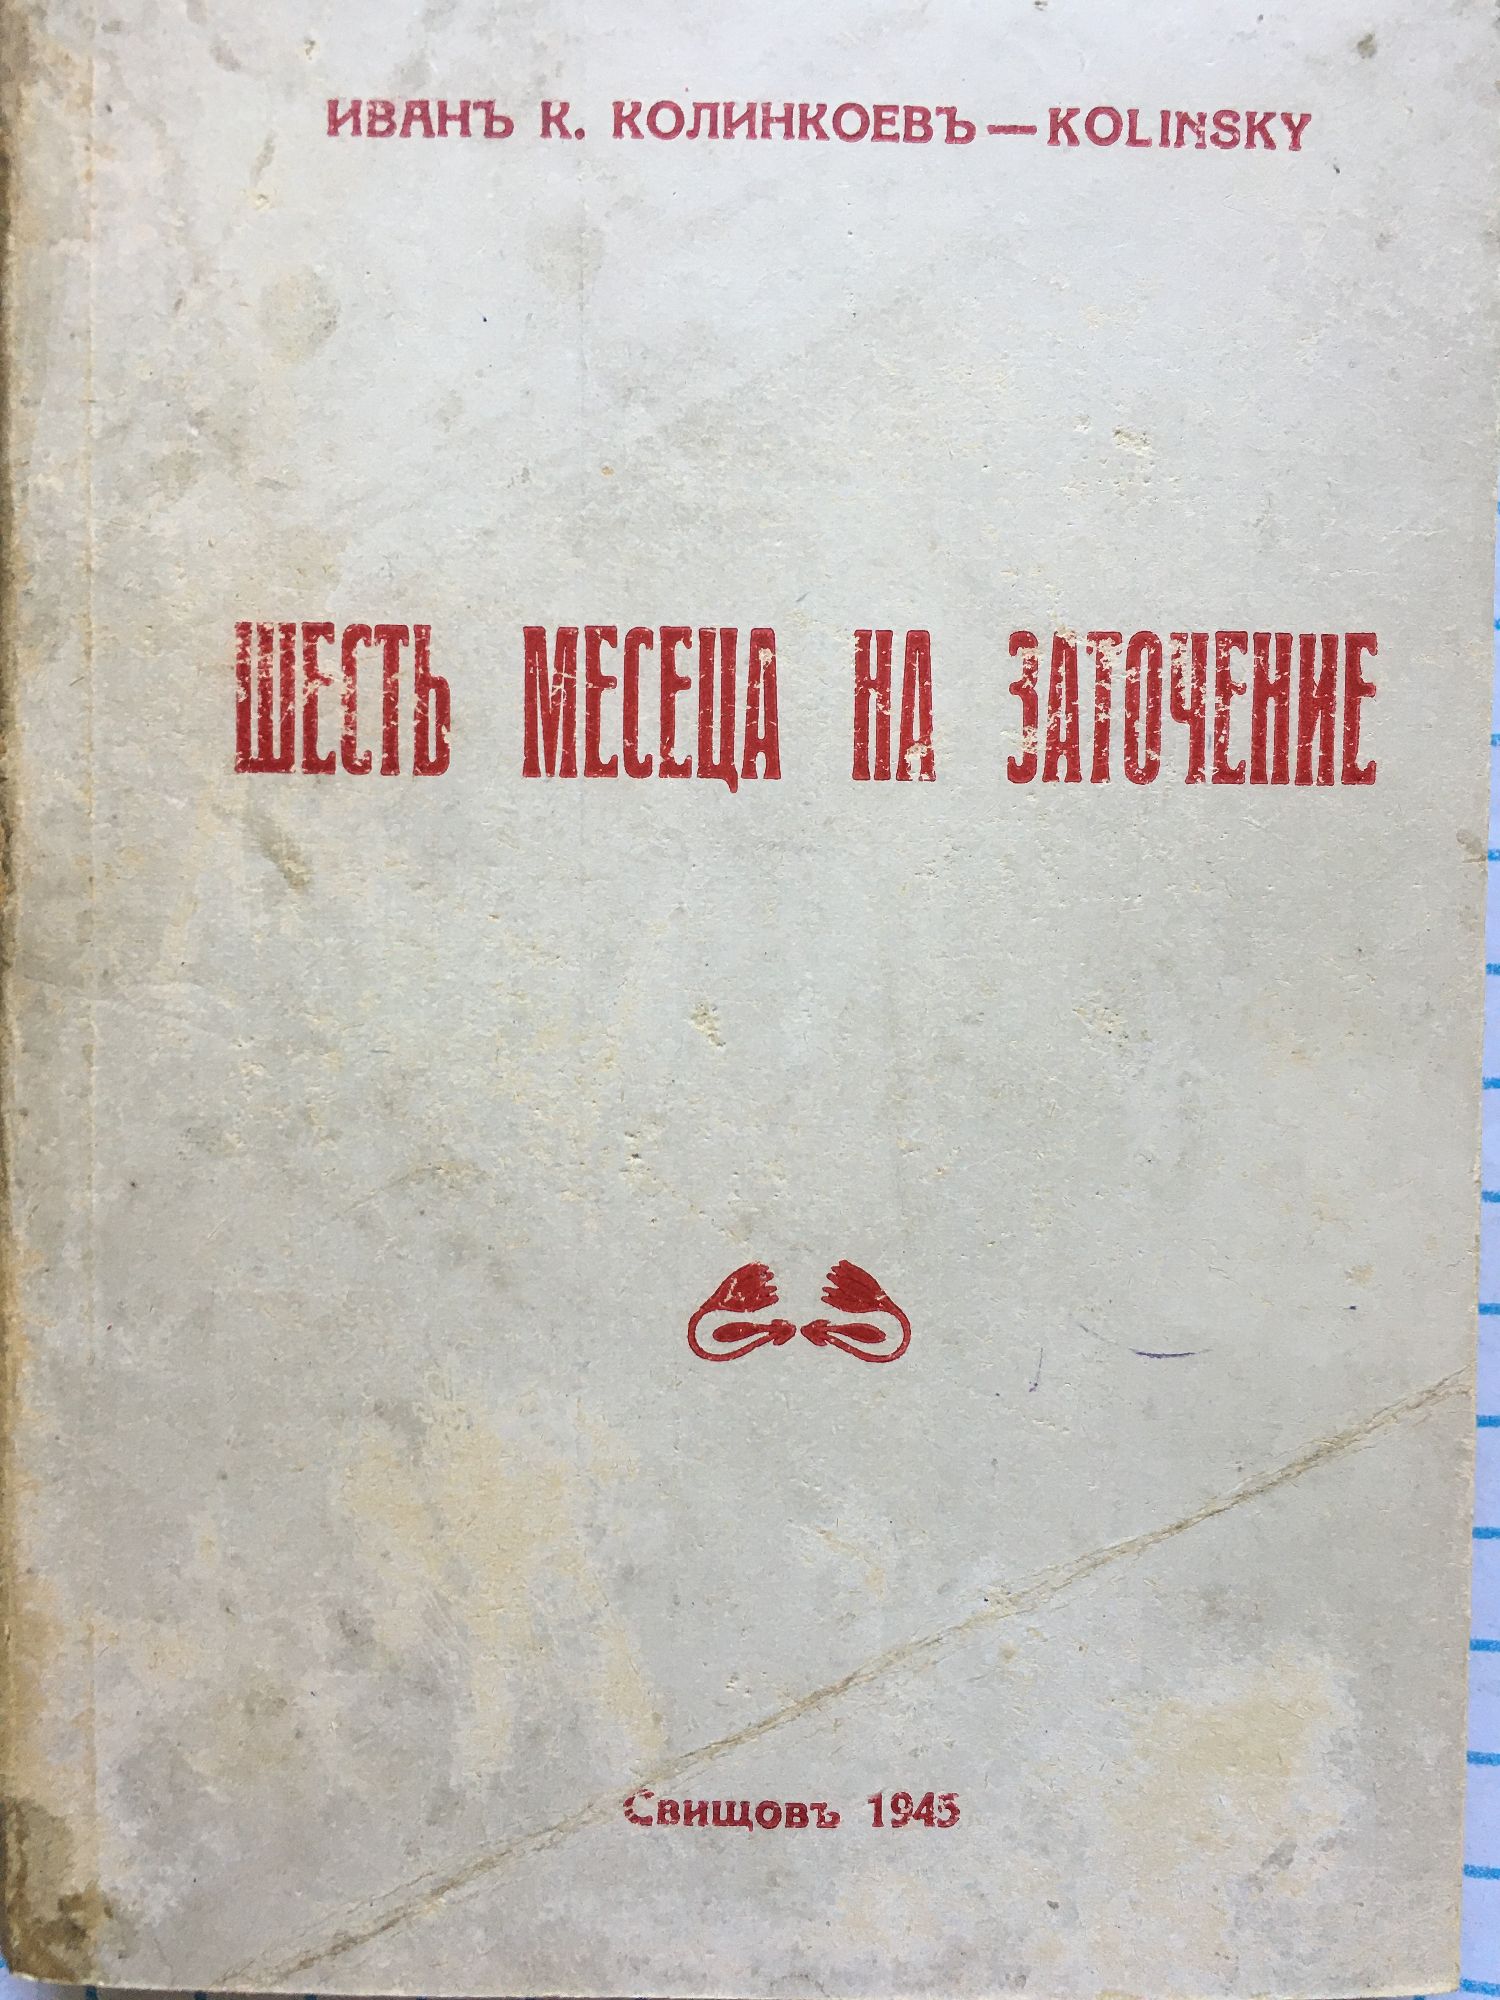 ИВАНЪ К. КОЛИНКОЕВЪ — KOLINSKY
ШЕСТЬ МЕСЕЦА НА ЗАТОЧЕНИЕ
Свищовъ 1945